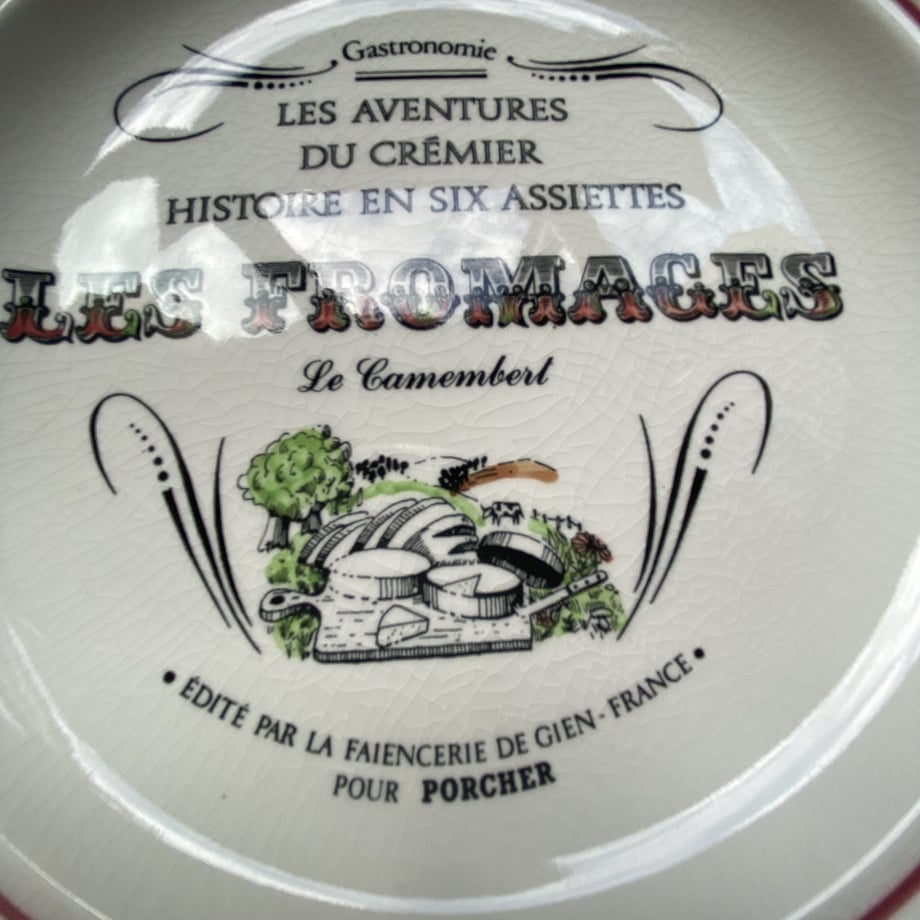 Gastronomie
LES AVENTURES
DU CRÉMIER
HISTOIRE EN SIX ASSIETTES
LES FROMAGES
Le Camembert
• ÉDITÉ PAR LA FAIENCERIE DE GIEN - FRANCE •
POUR PORCHER